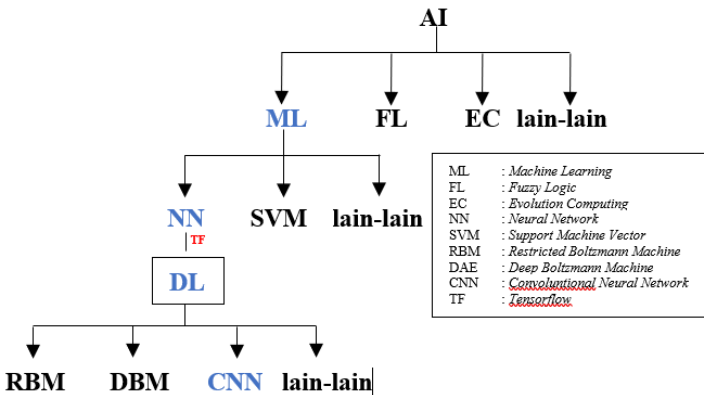 AI
ML FL EC lain-lain
NN SVM lain-lain
TF
DL
RBM DBM CNN lain-lain
ML : Machine Learning
FL : Fuzzy Logic
EC : Evolution Computing
NN : Neural Network
SVM : Support Machine Vector
RBM : Restricted Boltzmann Machine
DAE : Deep Boltzmann Machine
CNN : Convoluntional Neural Network
TF : Tensorflow